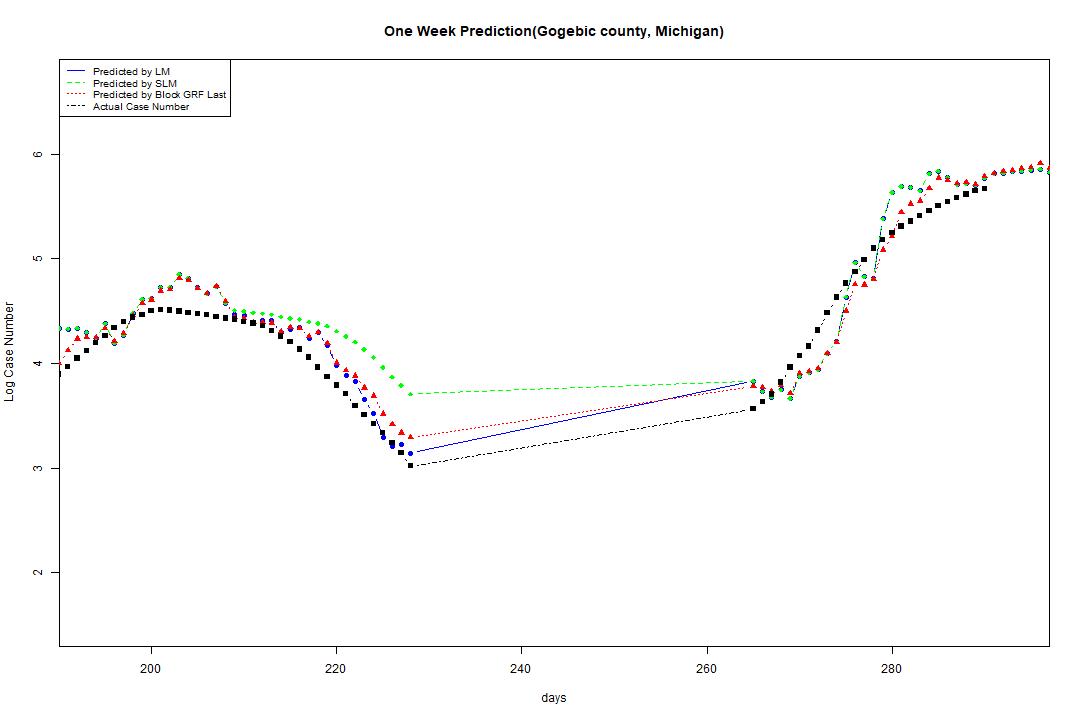 One Week Prediction(Gogebic county, Michigan)
Predicted by LM
Predicted by SLM
Predicted by Block GRF Last
Actual Case Number
6
5
4
3
2
Log Case Number
200 220 240 260 280
days